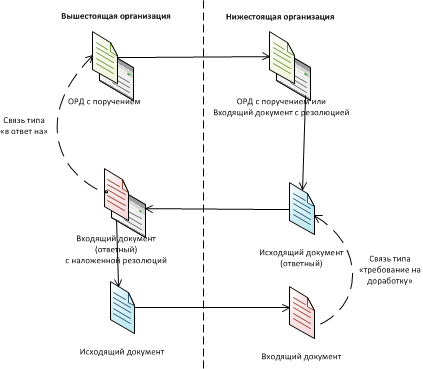 Вышестоящая организация
Нижестоящая организация
ОРД с поручением
ОРД с поручением или
Входящий документ с резолюцией
Связь типа
«в ответ на»
Входящий документ
(ответный)
с наложенной резолюций
Исходящий документ
(ответный)
Связь типа
«требование на
доработку»
Исходящий документ
Входящий документ